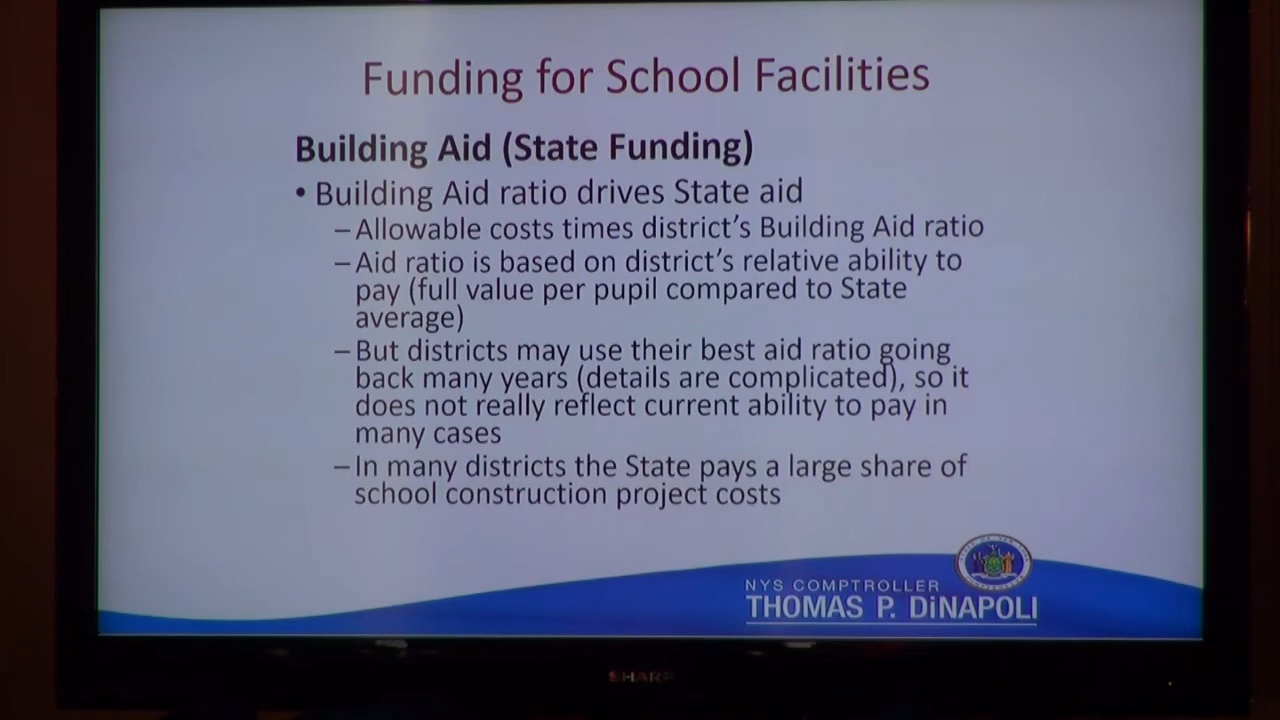 Funding for School Facilities
Building Aid (State Funding)
• Building Aid ratio drives State aid
– Allowable costs times district's Building Aid ratio
– Aid ratio is based on district's relative ability to
pay (full value per pupil compared to State
average)
– But districts may use their best aid ratio going
back many years (details are complicated), so it
does not really reflect current ability to pay in
many cases
– In many districts the State pays a large share of
school construction project costs
NYS COMPTROLLER
THOMAS P. DiNAPOLI
SHARP